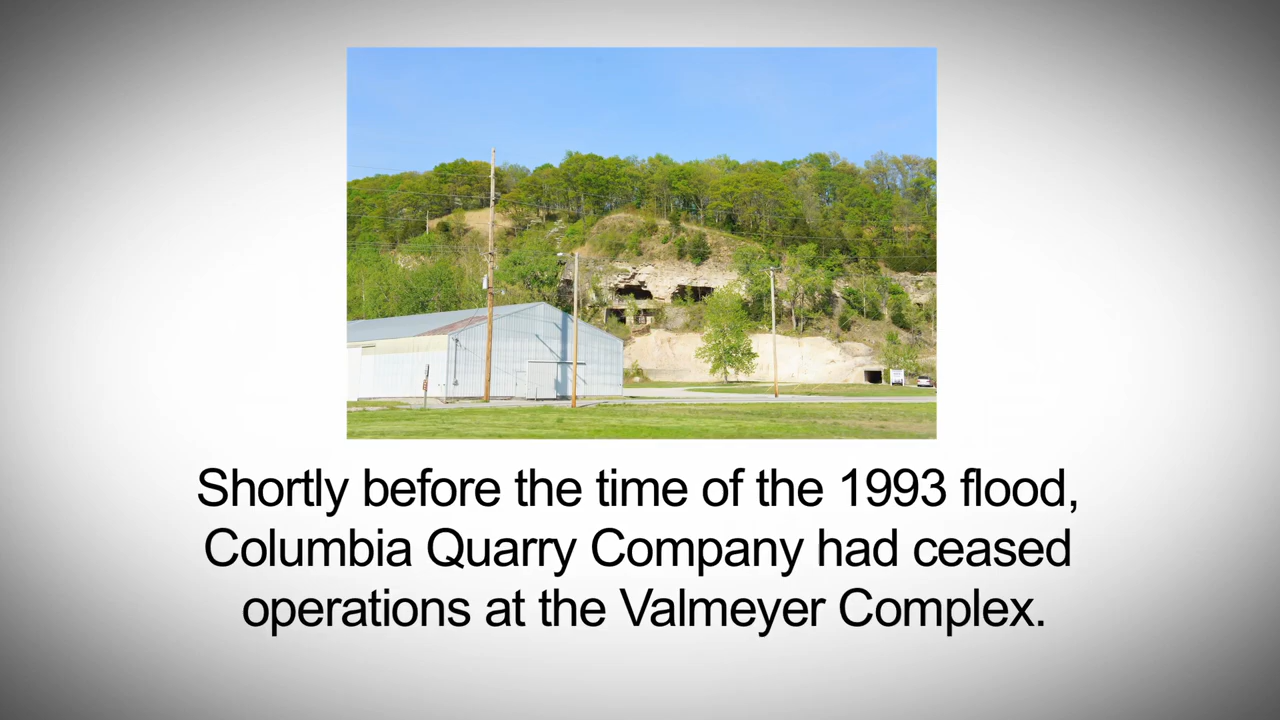 Shortly before the time of the 1993 flood,
Columbia Quarry Company had ceased
operations at the Valmeyer Complex.